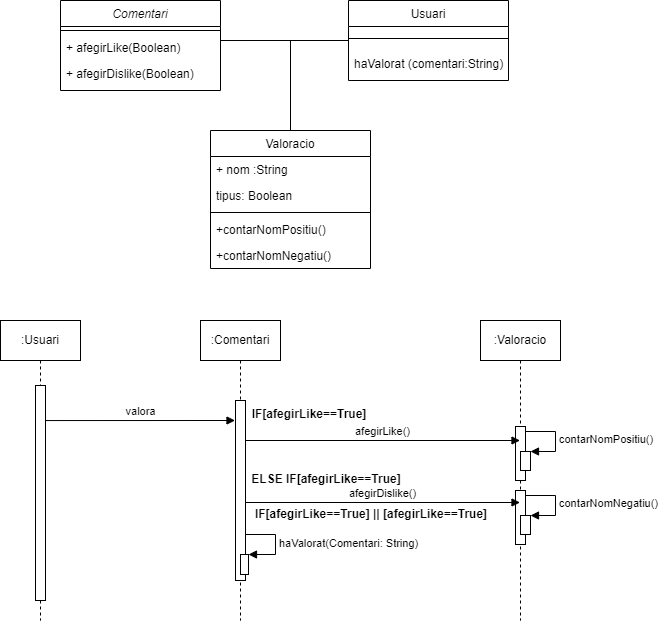 Comentari
+ afegirLike(Boolean)
+ afegirDislike(Boolean)
Usuari
haValorat (comentari:String)
Valoracio
+ nom :String
tipus: Boolean
+contarNomPositiu()
+contarNomNegatiu()
:Usuari
:Comentari
:Valoracio
valora
IF[afegirLike==True]
afegirLike()
contarNomPositiu()
ELSE IF[afegirLike==True]
afegirDislike()
contarNomNegatiu()
IF[afegirLike==True] || [afegirLike==True]
haValorat(Comentari: String)